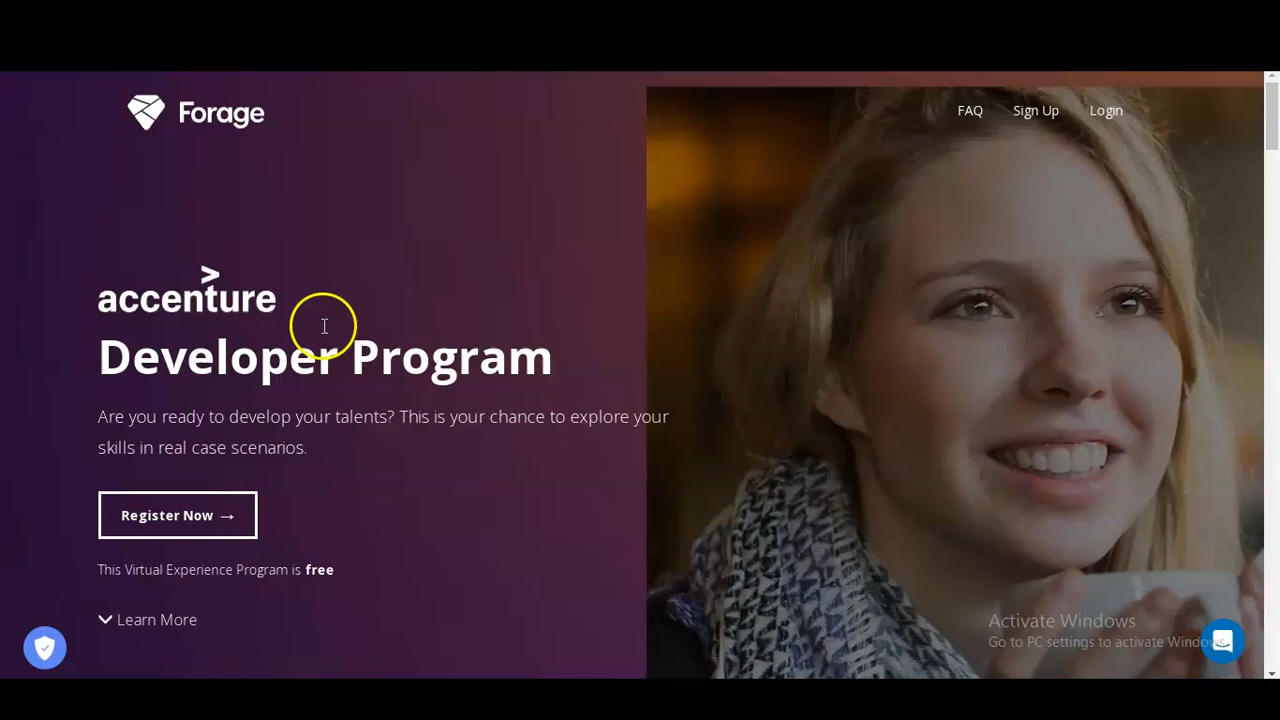 Forage
FAQ Sign Up Login
accenture
Developer Program
Are you ready to develop your talents? This is your chance to explore your
skills in real case scenarios.
Register Now →
This Virtual Experience Program is free
Learn More
Activate Windows
Go to PC settings to activate Windows.